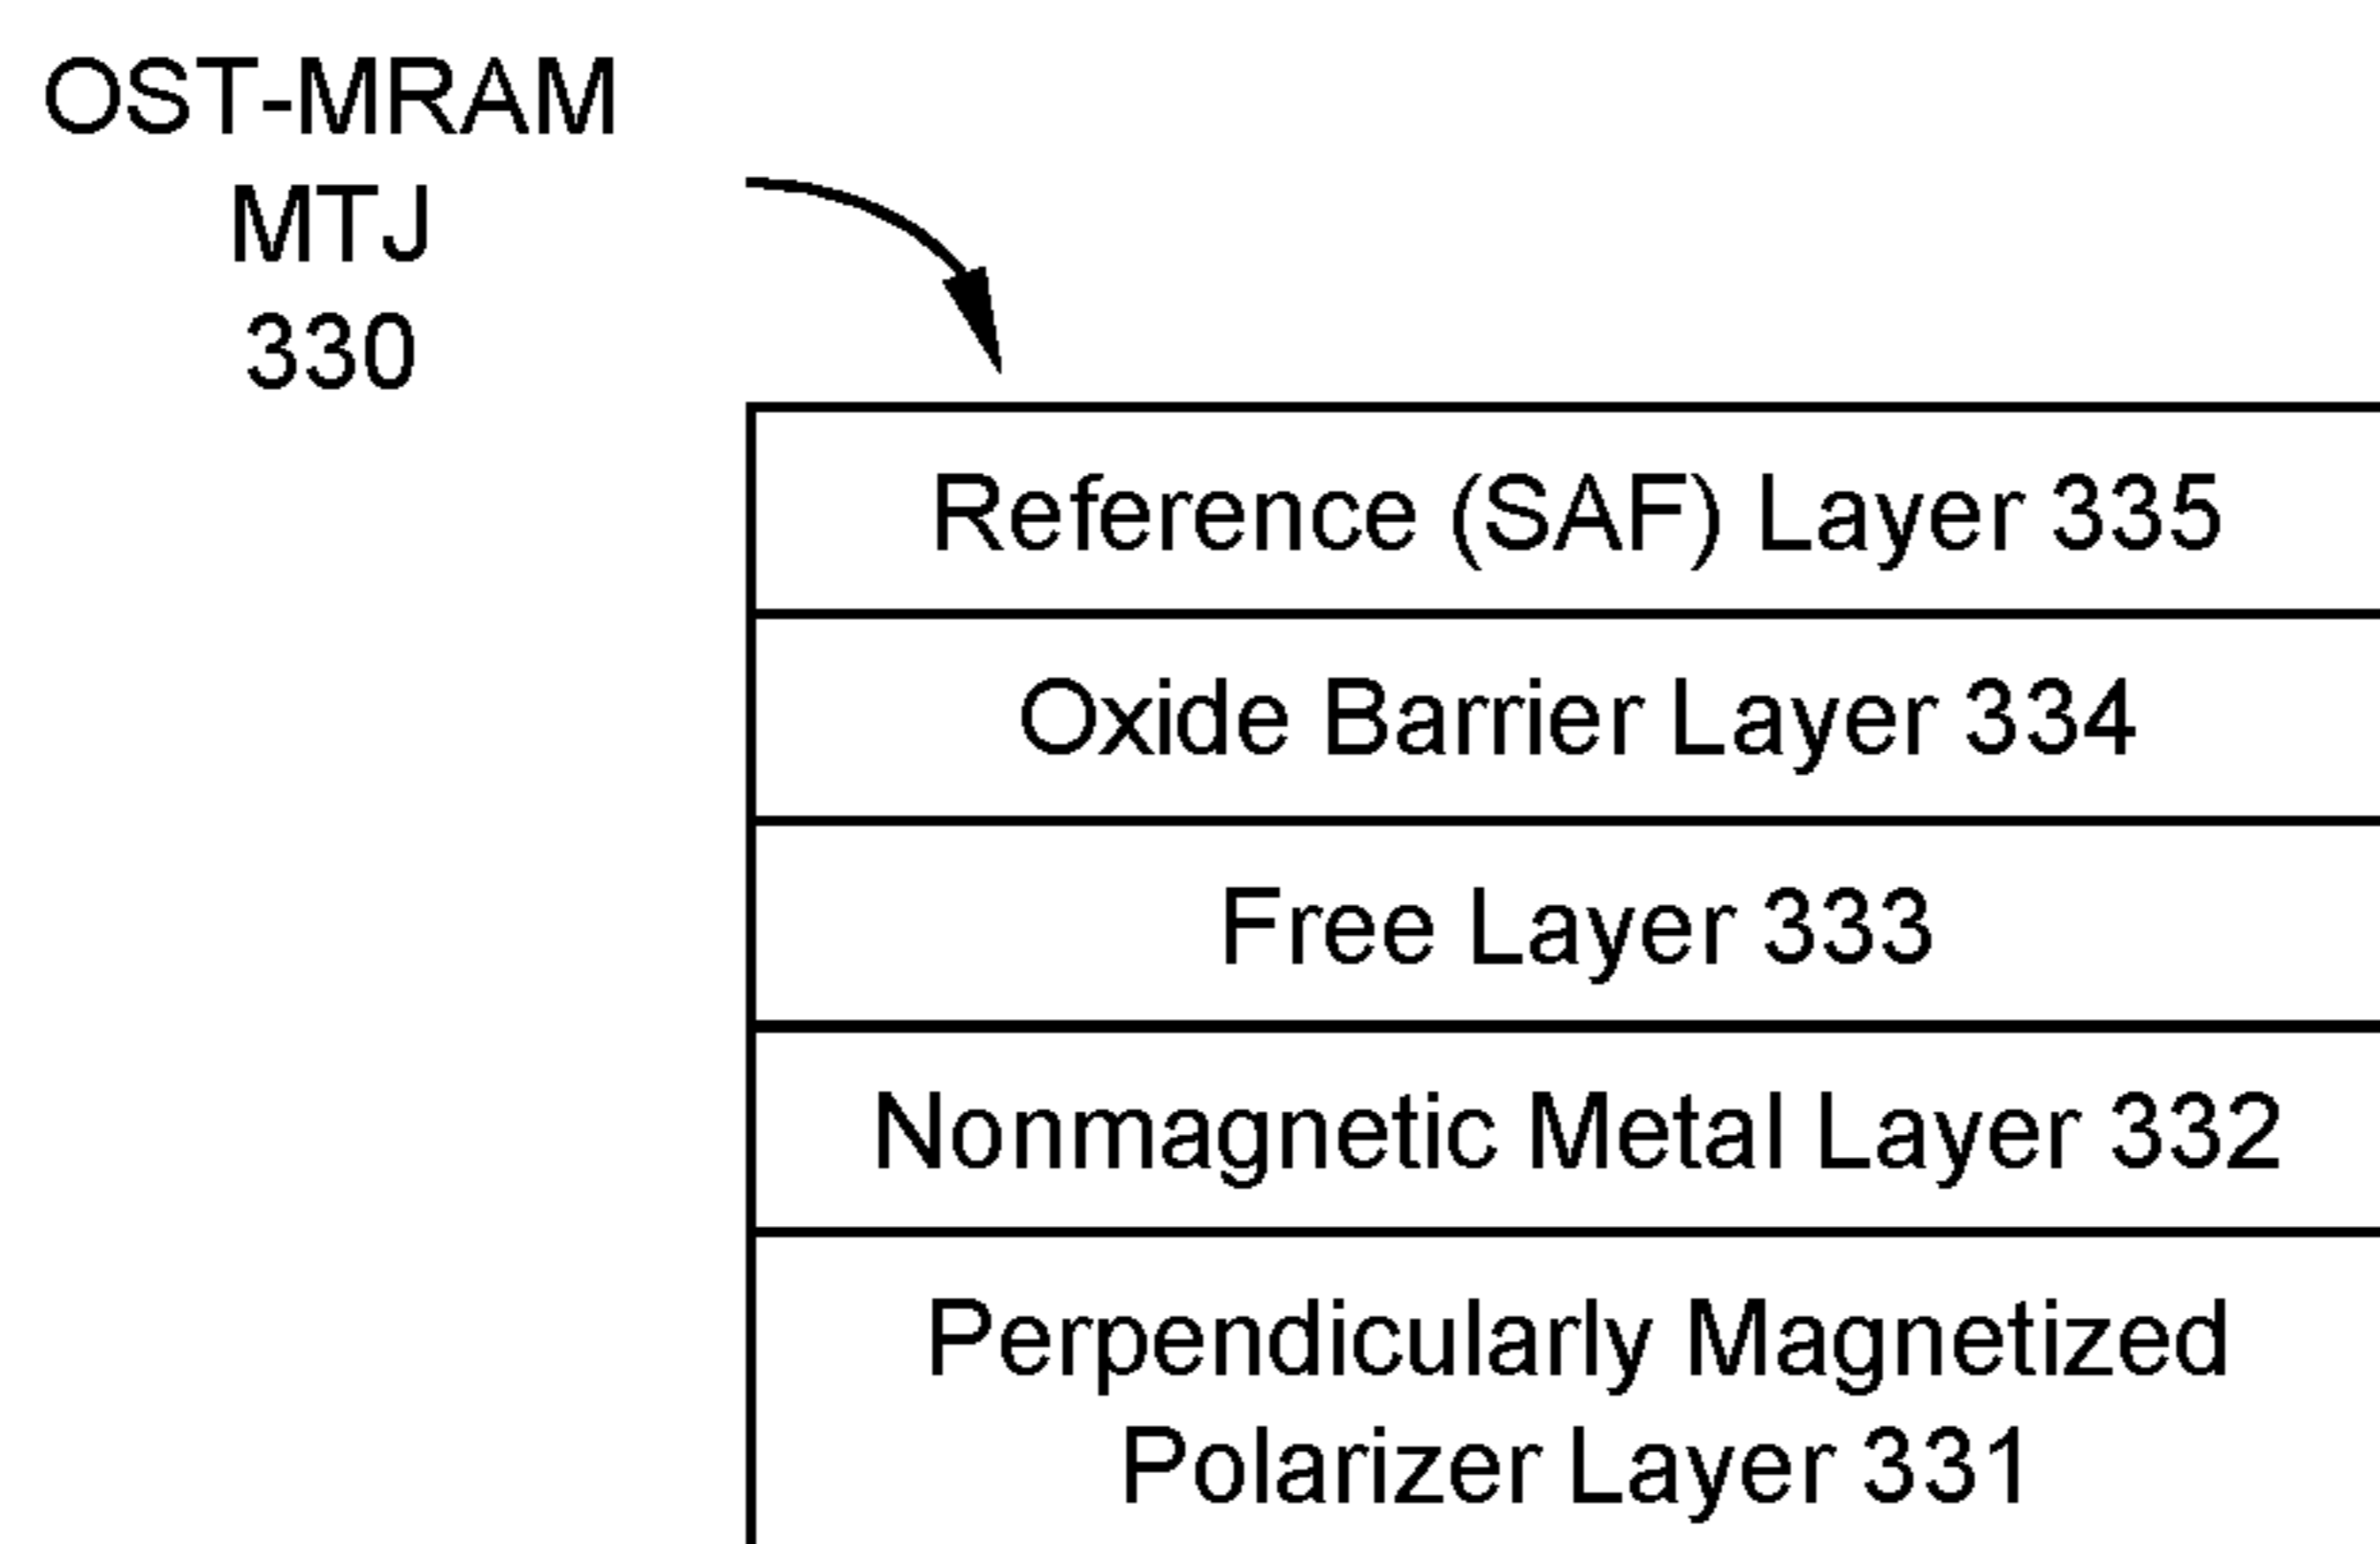 OST-MRAM
MTJ
330
Reference (SAF) Layer 335
Oxide Barrier Layer 334
Free Layer 333
Nonmagnetic Metal Layer 332
Perpendicularly Magnetized
Polarizer Layer 331